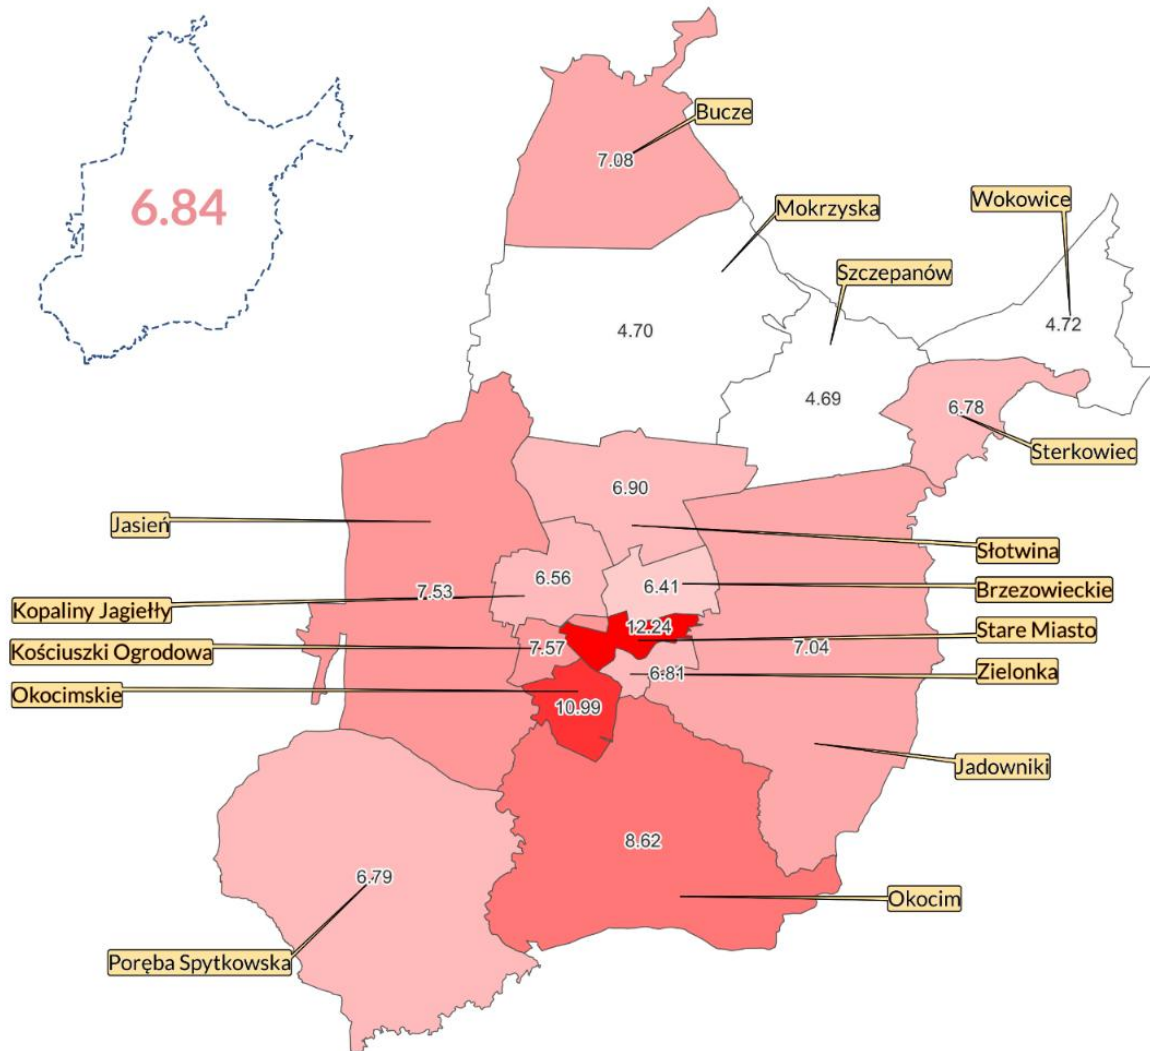 6.84
Bucze
7.08
Mokrzyska
Wokowice
Szczepanów
4.70
4.72
4.69
6.78
Sterkowiec
6.90
Jasień
Słotwina
6.56
6.41
Brzezowieckie
Kopaliny Jagiełły
7.53
12.24
Stare Miasto
Kościuszki Ogrodowa
7.57
7.04
6.81
Zielonka
Okocimskie
10.99
Jadowniki
8.62
6.79
Okocim
Poręba Spytkowska